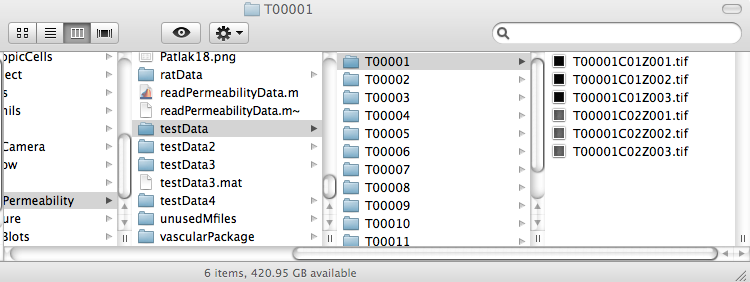 T00001
opicCells
ject
s
hils
Camera
ow
Permeability
ure
Blots
Patlak18.png
ratData
readPermeabilityData.m
readPermeabilityData.m~
testData
testData2
testData3
testData3.mat
testData4
unusedMfiles
vascularPackage
T00001
T00002
T00003
T00004
T00005
T00006
T00007
T00008
T00009
T00010
T00011
T00001C01Z001.tif
T00001C01Z002.tif
T00001C01Z003.tif
T00001C02Z001.tif
T00001C02Z002.tif
T00001C02Z003.tif
6 items, 420.95 GB available